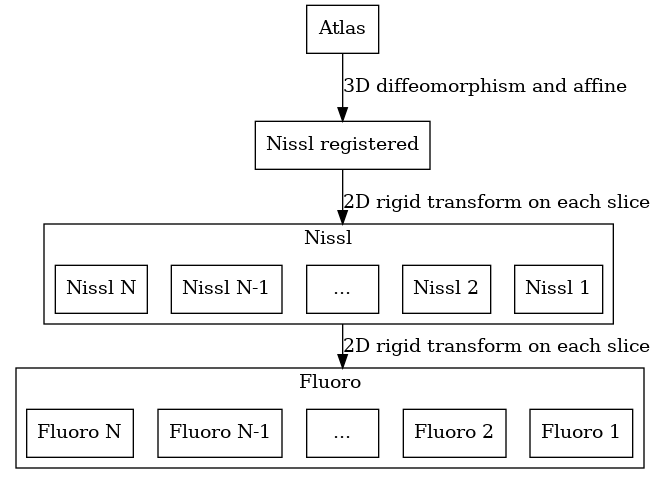 Atlas
3D diffeomorphism and affine
Nissl registered
2D rigid transform on each slice
Nissl
Nissl N
Nissl N-1
...
Nissl 2
Nissl 1
2D rigid transform on each slice
Fluoro
Fluoro N
Fluoro N-1
...
Fluoro 2
Fluoro 1